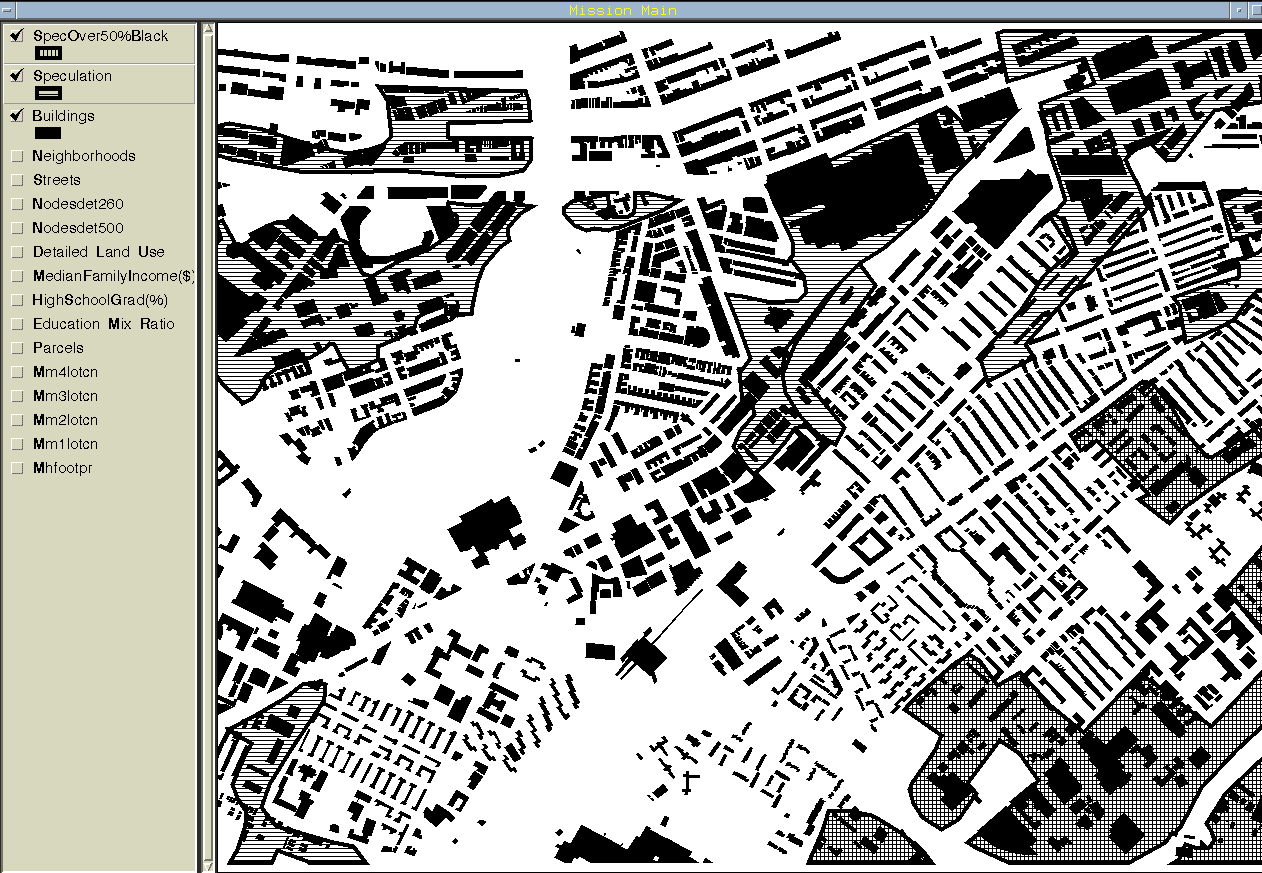 Mission Main
SpecOver50%Black
Speculation
Buildings
Neighborhoods
Streets
Nodesdet260
Nodesdet500
Detailed Land Use
MedianFamilyIncome($)
HighSchoolGrad(%)
Education Mix Ratio
Parcels
Mm4lotcn
Mm3lotcn
Mm2lotcn
Mm1lotcn
Mhfootpr